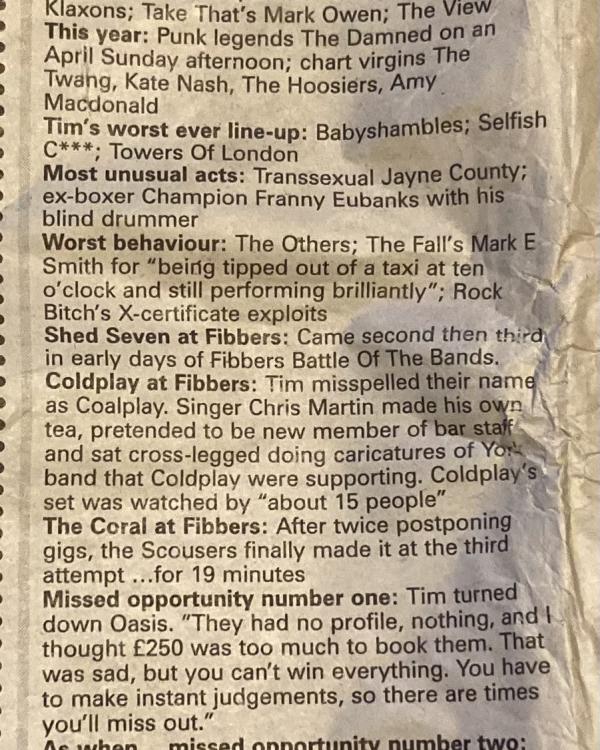 Klaxons; Take That's Mark Owen; The View
This year: Punk legends The Damned on an
April Sunday afternoon; chart virgins The
Twang, Kate Nash, The Hoosiers, Amy
Macdonald
Tim's worst ever line-up: Babyshambles; Selfish
C***; Towers Of London
Most unusual acts: Transsexual Jayne County;
ex-boxer Champion Franny Eubanks with his
blind drummer
Worst behaviour: The Others; The Fall's Mark E
Smith for "being tipped out of a taxi at ten
o'clock and still performing brilliantly"; Rock
Bitch's X-certificate exploits
Shed Seven at Fibbers: Came second then third
in early days of Fibbers Battle Of The Bands.
Coldplay at Fibbers: Tim misspelled their name
as Coalplay. Singer Chris Martin made his own
tea, pretended to be new member of bar staff
and sat cross-legged doing caricatures of York
band that Coldplay were supporting. Coldplay's
set was watched by "about 15 people"
The Coral at Fibbers: After twice postponing
gigs, the Scousers finally made it at the third
attempt ...for 19 minutes
Missed opportunity number one: Tim turned
down Oasis. "They had no profile, nothing, and I
thought £250 was too much to book them. That
was sad, but you can't win everything. You have
to make instant judgements, so there are times
you'll miss out."
As when... missed opportunity number two: